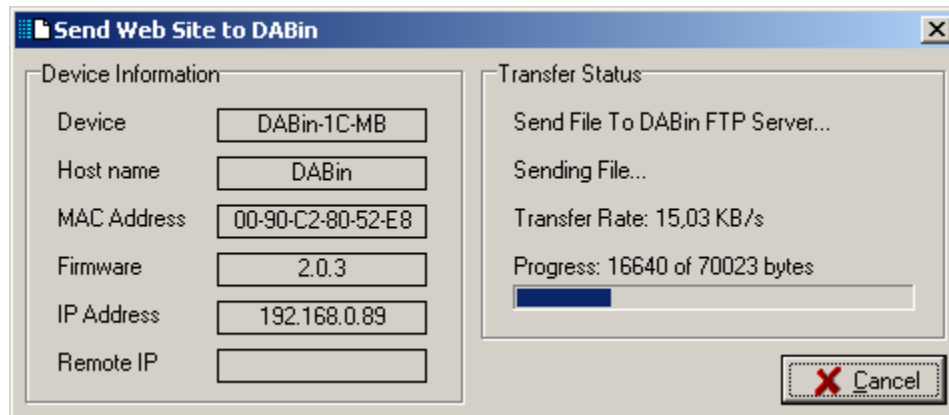 Send Web Site to DABin
Device Information
Device DABin-1C-MB
Host name DABin
MAC Address 00-90-C2-80-52-E8
Firmware 2.0.3
IP Address 192.168.0.89
Remote IP
Transfer Status
Send File To DABin FTP Server...
Sending File...
Transfer Rate: 15,03 KB/s
Progress: 16640 of 70023 bytes
Cancel